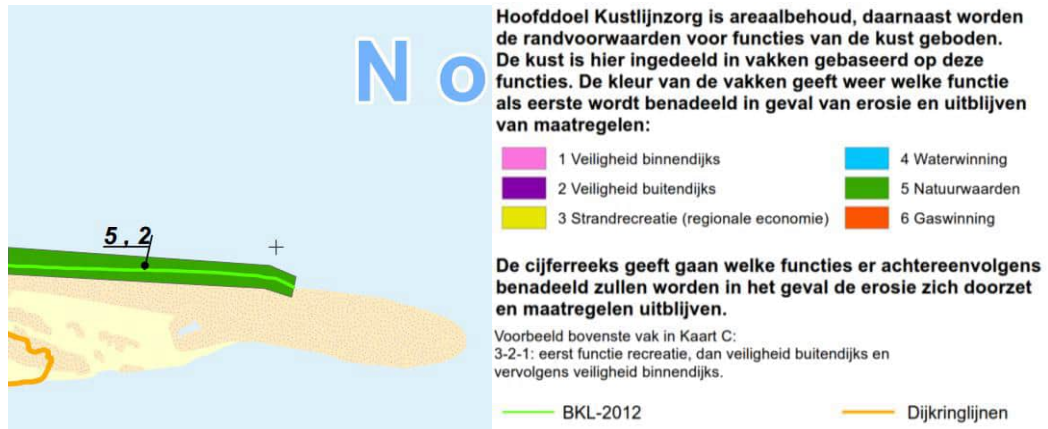 N o
5 , 2
Hoofddoel Kustlijnzorg is areaalbehoud, daarnaast worden
de randvoorwaarden voor functies van de kust geboden.
De kust is hier ingedeeld in vakken gebaseerd op deze
functies. De kleur van de vakken geeft weer welke functie
als eerste wordt benadeeld in geval van erosie en uitblijven
van maatregelen:
1 Veiligheid binnendijks
2 Veiligheid buitendijks
3 Strandrecreatie (regionale economie)
4 Waterwinning
5 Natuurwaarden
6 Gaswinning
De cijferreeks geeft gaan welke functies er achtereenvolgens
benadeeld zullen worden in het geval de erosie zich doorzet
en maatregelen uitblijven.
Voorbeeld bovenste vak in Kaart C:
3-2-1: eerst functie recreatie, dan veiligheid buitendijks en
vervolgens veiligheid binnendijks.
BKL-2012
Dijkringlijnen